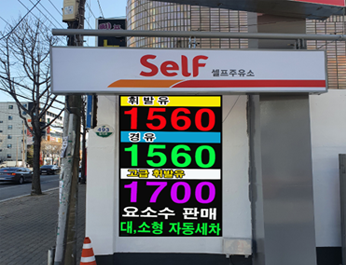 Self
Self 셀프주유소
휘발유
1560
경유
1560
고급 휘발유
1700
요소수 판매
대,소형 자동세차